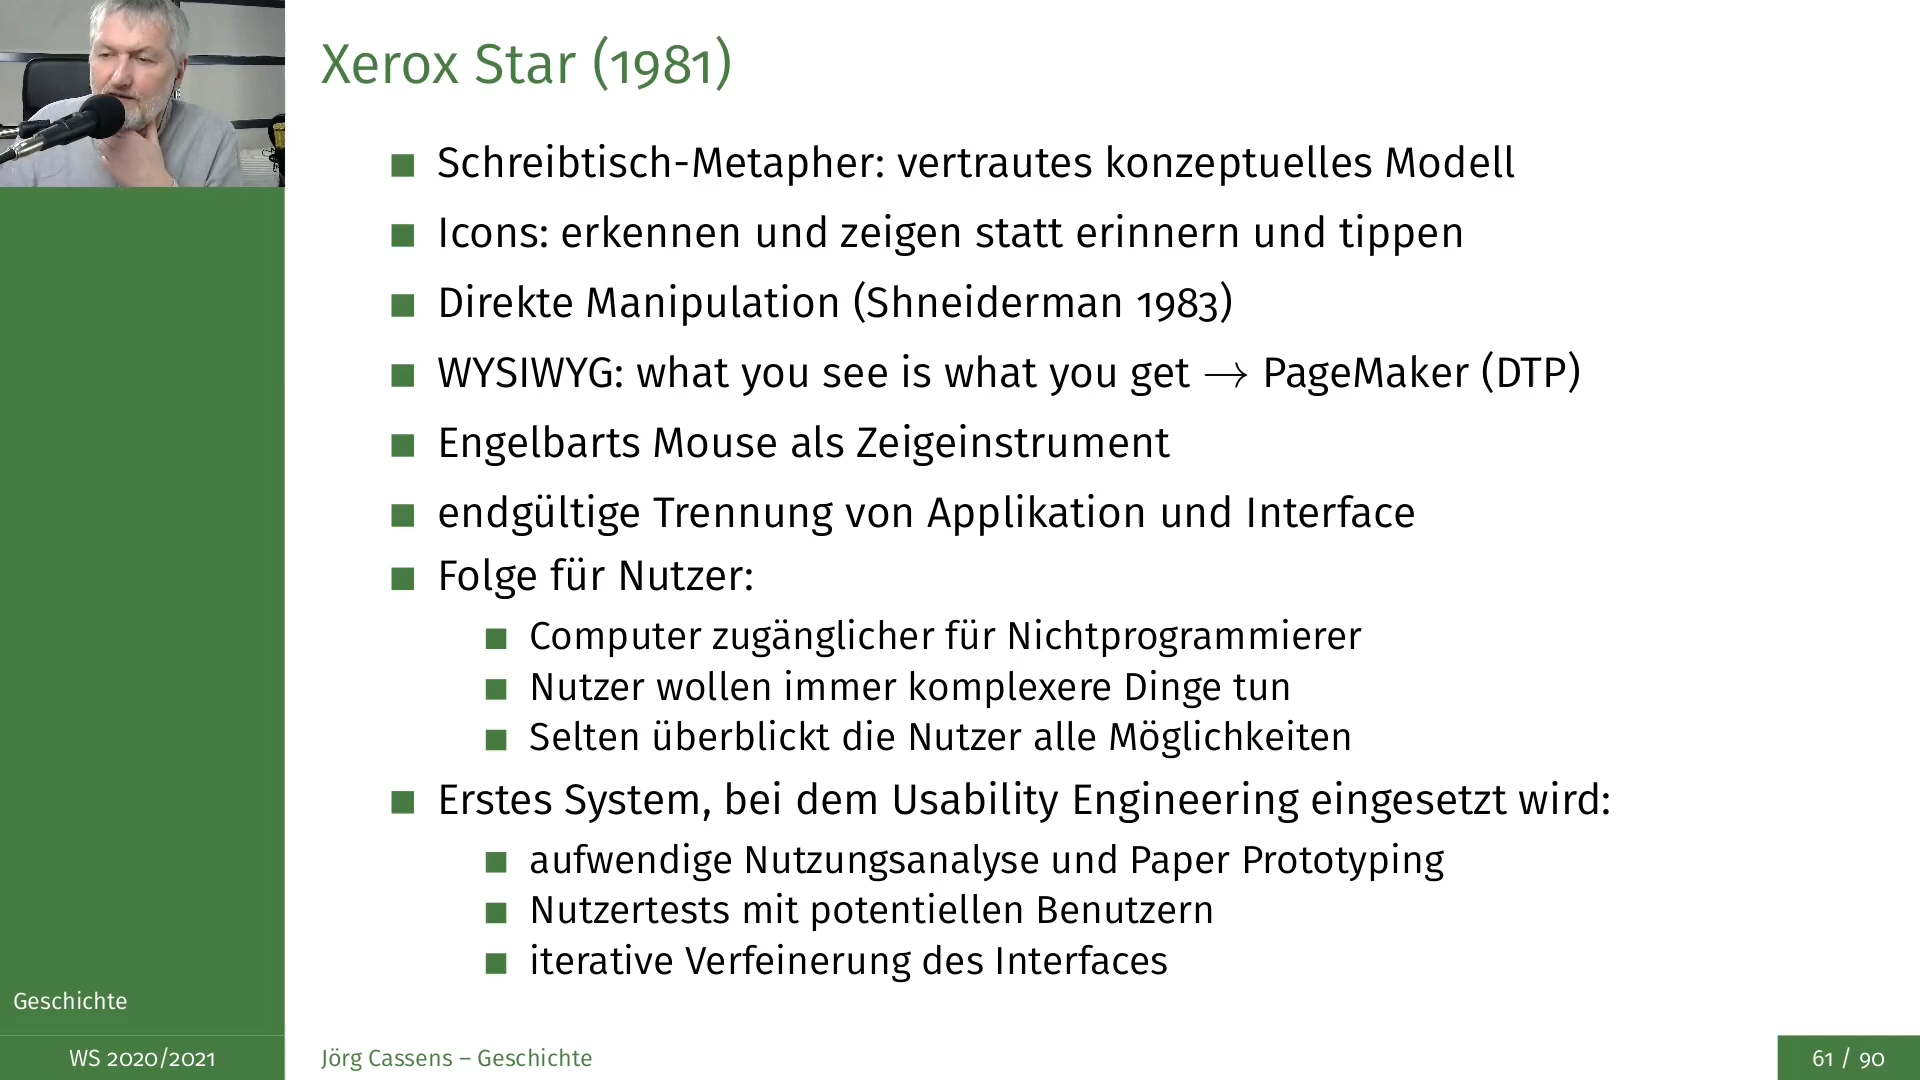 Xerox Star (1981)
■ Schreibtisch-Metapher: vertrautes konzeptuelles Modell
■ Icons: erkennen und zeigen statt erinnern und tippen
■ Direkte Manipulation (Shneiderman 1983)
■ WYSIWYG: what you see is what you get → PageMaker (DTP)
■ Engelbarts Mouse als Zeigeinstrument
■ endgültige Trennung von Applikation und Interface
■ Folge für Nutzer:
■ Computer zugänglicher für Nichtprogrammierer
■ Nutzer wollen immer komplexere Dinge tun
■ Selten überblickt die Nutzer alle Möglichkeiten
■ Erstes System, bei dem Usability Engineering eingesetzt wird:
■ aufwendige Nutzungsanalyse und Paper Prototyping
■ Nutzertests mit potentiellen Benutzern
■ iterative Verfeinerung des Interfaces
Geschichte
WS 2020/2021
Jörg Cassens – Geschichte
61 / 90